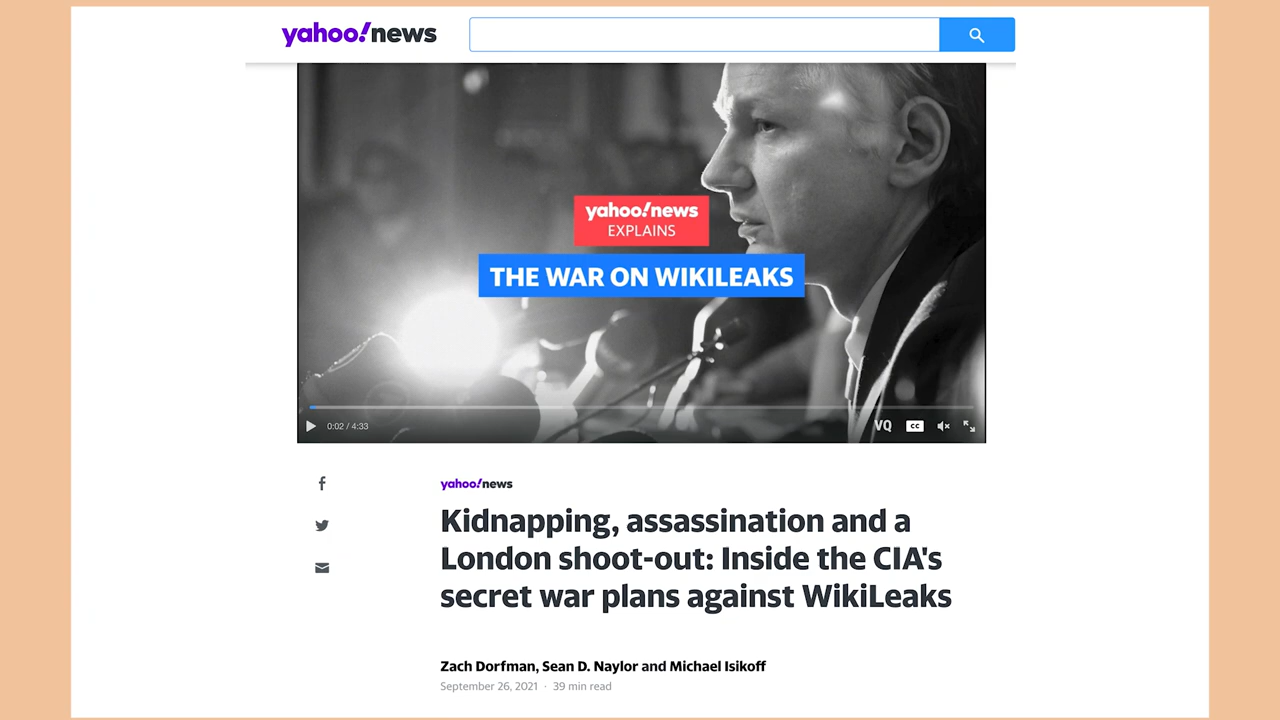 yahoo!news
yahoo!news
EXPLAINS
THE WAR ON WIKILEAKS
0:02 / 4:33
VQ
CC
yahoo!news
Kidnapping, assassination and a
London shoot-out: Inside the CIA's
secret war plans against WikiLeaks
Zach Dorfman, Sean D. Naylor and Michael Isikoff
September 26, 2021 · 39 min read